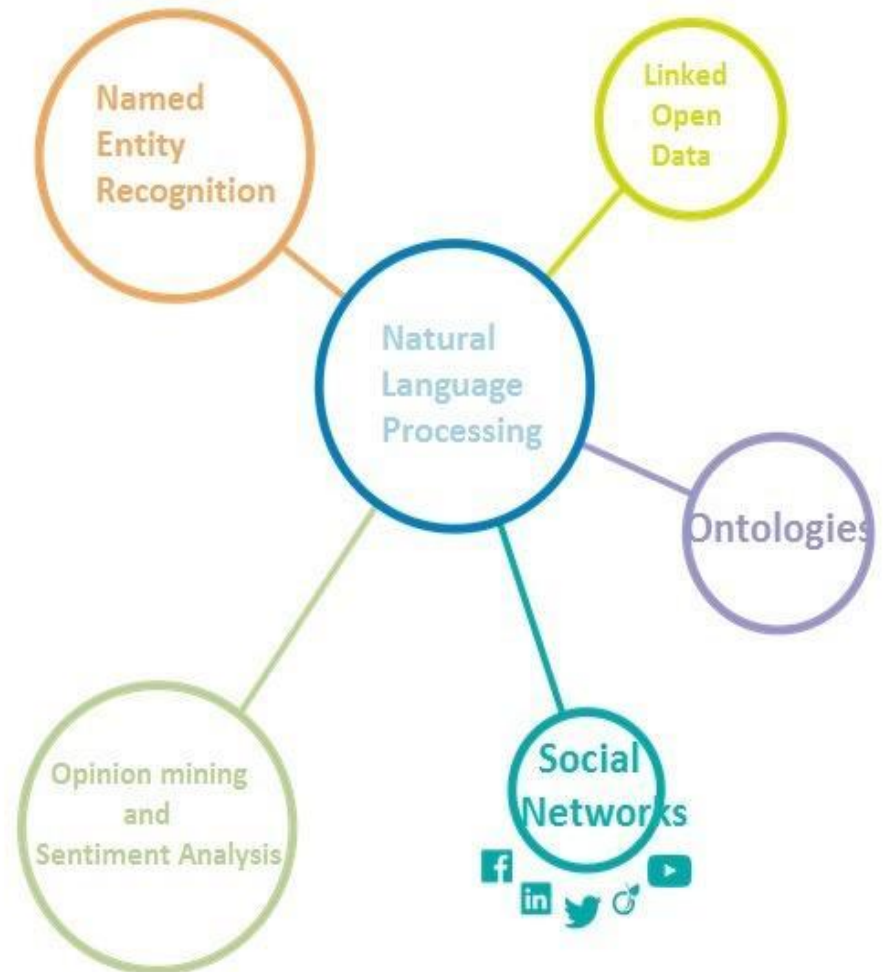 Named
Entity
Recognition
Linked
Open
Data
Natural
Language
Processing
Ontologies
Opinion mining
and
Sentiment Analysis
Social
Networks